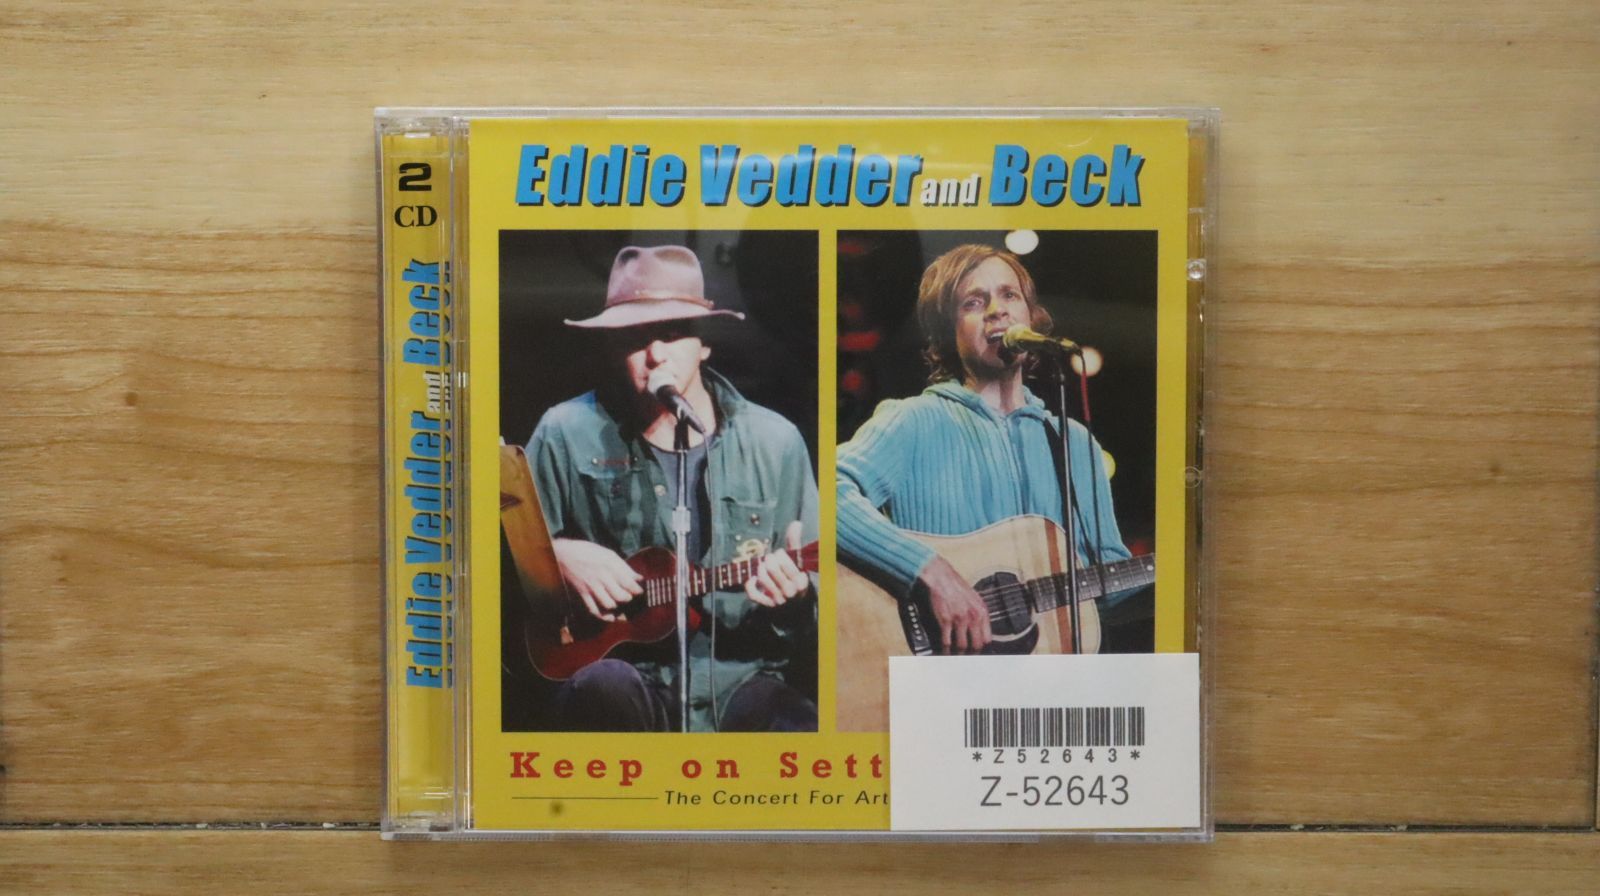 Eddie Vedder and Beck
2
CD
Eddie Vedder and Beck
Keep on Sett
The Concert For Art
*Z52643*
Z-52643